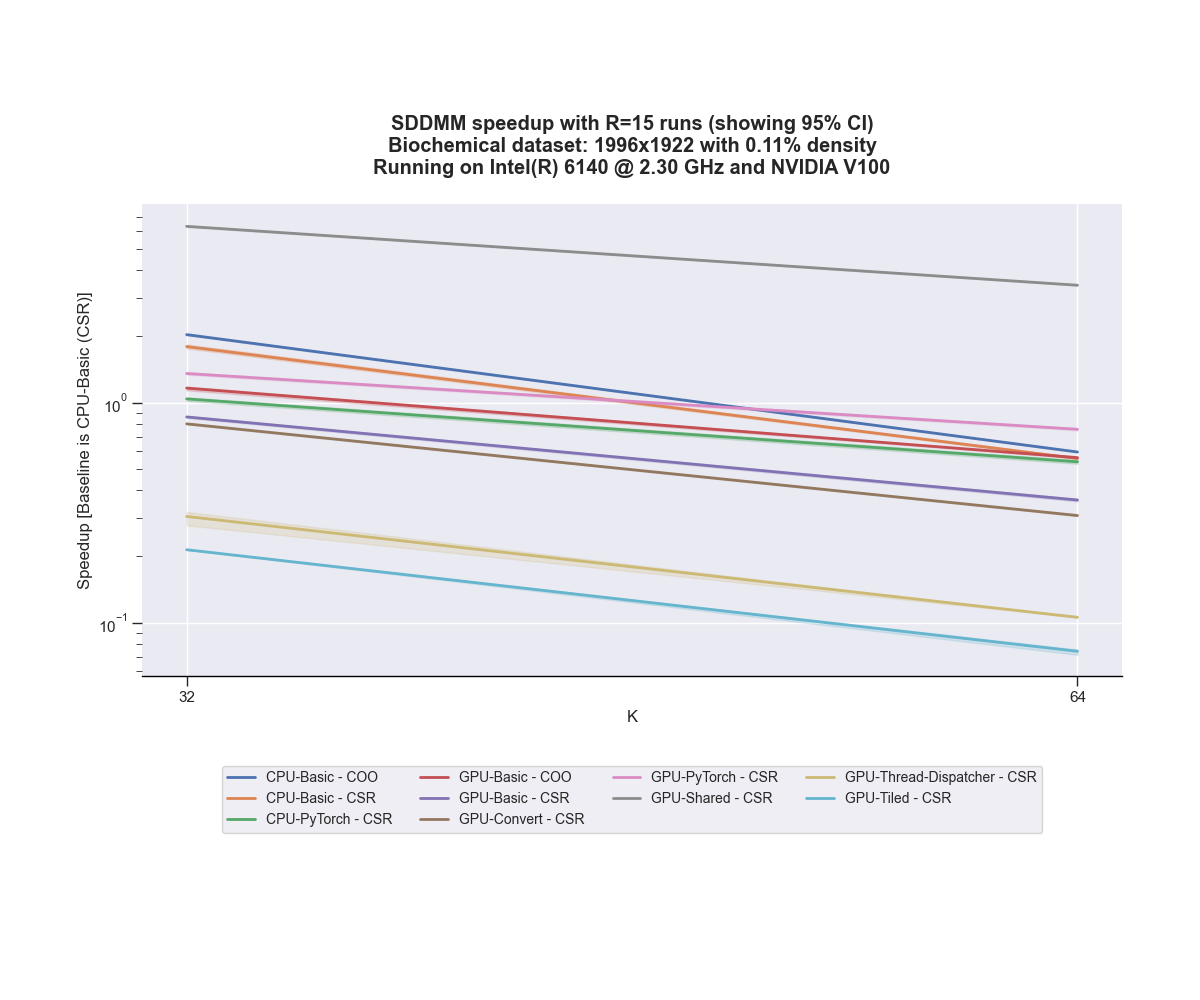 SDDMM speedup with R=15 runs (showing 95% CI)
Biochemical dataset: 1996x1922 with 0.11% density
Running on Intel(R) 6140 @ 2.30 GHz and NVIDIA V100
Speedup [Baseline is CPU-Basic (CSR)]
10^0
10^-1
32
64
K
CPU-Basic - COO
CPU-Basic - CSR
CPU-PyTorch - CSR
GPU-Basic - COO
GPU-Basic - CSR
GPU-Convert - CSR
GPU-PyTorch - CSR
GPU-Shared - CSR
GPU-Thread-Dispatcher - CSR
GPU-Tiled - CSR